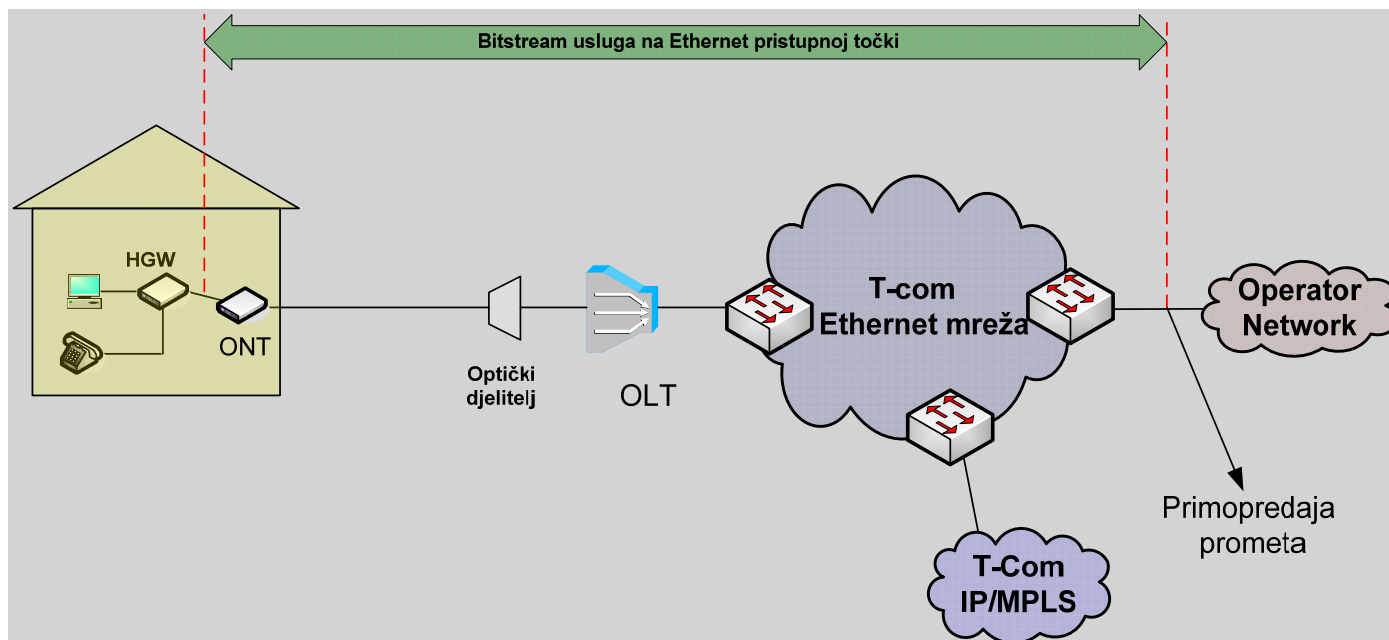 Bitstream usluga na Ethernet pristupnoj točki
HGW
ONT
Optički
djelitelj
OLT
T-com
Ethernet mreža
Operator
Network
Primopredaja
prometa
T-Com
IP/MPLS